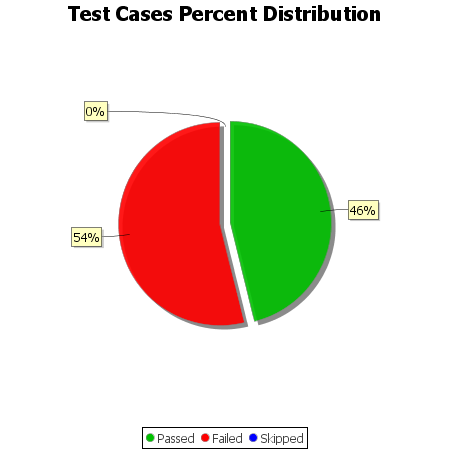 Test Cases Percent Distribution
0%
46%
54%
Passed Failed Skipped